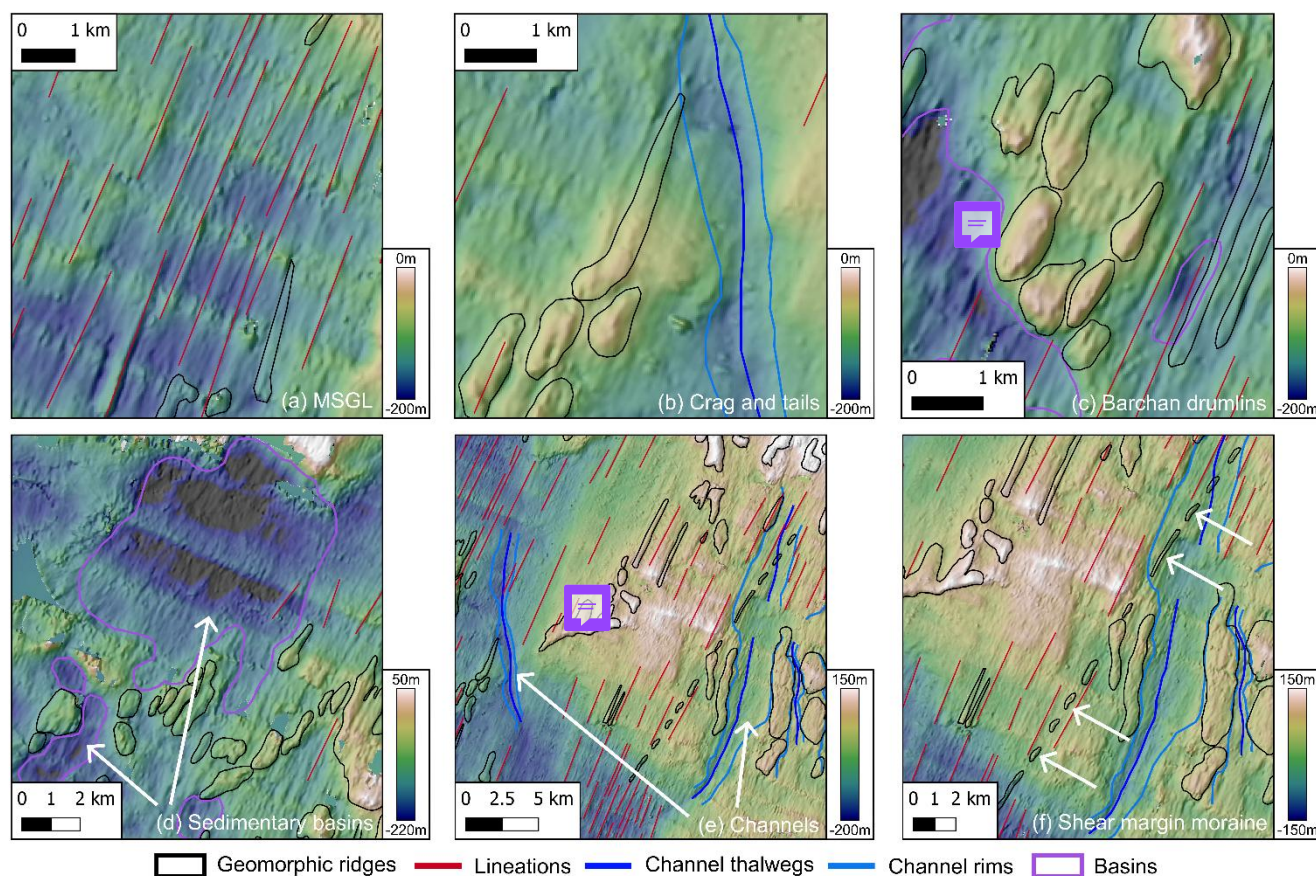 0 1 km
0m
-200m
(a) MSGL
0 1 km
0m
-200m
(b) Crag and tails
0 1 km
0m
-200m
(c) Barchan drumlins
0 1 2 km
50m
-220m
(d) Sedimentary basins
0 2.5 5 km
150m
-200m
(e) Channels
0 1 2 km
150m
-150m
(f) Shear margin moraine
Geomorphic ridges Lineations Channel thalwegs Channel rims Basins